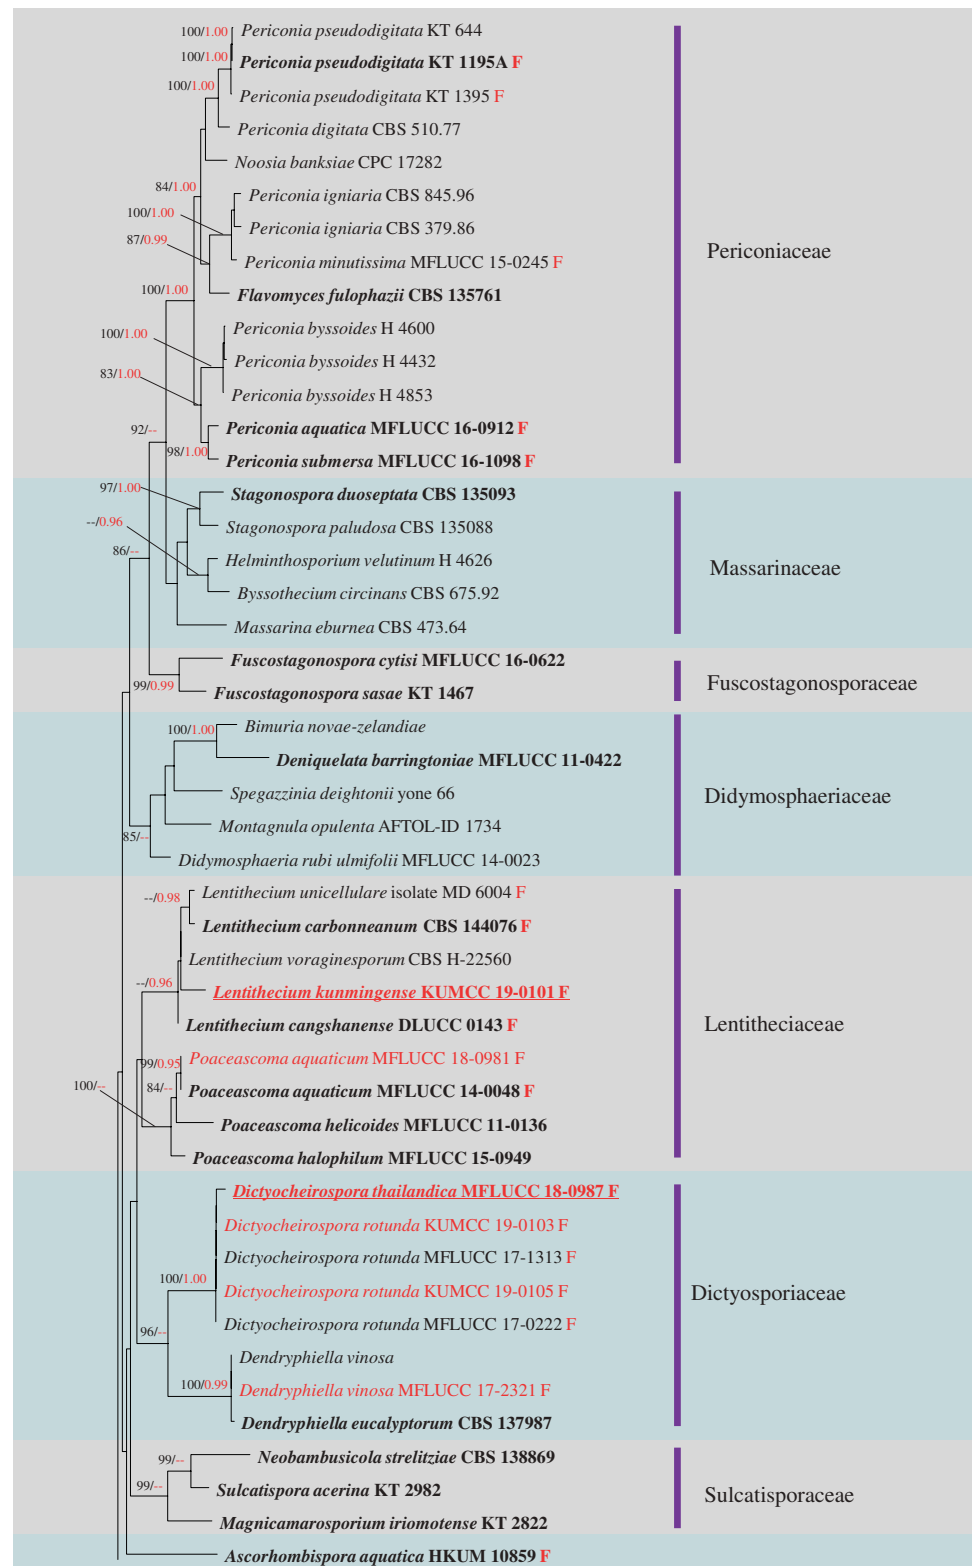 100/1.00 Periconia pseudodigitata KT 644
100/1.00 Periconia pseudodigitata KT 1195A F
100/1.00 Periconia pseudodigitata KT 1395 F
Periconia digitata CBS 510.77
Noosia banksiae CPC 17282
84/1.00
Periconia igniaria CBS 845.96
100/1.00
Periconia igniaria CBS 379.86
87/0.99
Periconiaceae
Periconia minutissima MFLUCC 15-0245 F
100/1.00
Flavomyces fulophazii CBS 135761
100/1.00
Periconia byssoides H 4600
Periconia byssoides H 4432
83/1.00
Periconia byssoides H 4853
92/--
Periconia aquatica MFLUCC 16-0912 F
98/1.00
Periconia submersa MFLUCC 16-1098 F
97/1.00
Stagonospora duoseptata CBS 135093
--/0.96
Stagonospora paludosa CBS 135088
86/--
Helminthosporium velutinum H 4626
Massarinaceae
Byssothecium circinans CBS 675.92
Massarina eburnea CBS 473.64
Fuscostagonospora cytisi MFLUCC 16-0622
99/0.99
Fuscostagonosporaceae
Fuscostagonospora sasae KT 1467
100/1.00
Bimuria novae-zelandiae
Deniquelata barringtoniae MFLUCC 11-0422
Spegazzinia deightonii yone 66
Didymosphaeriaceae
Montagnula opulenta AFTOL-ID 1734
85/--
Didymosphaeria rubi ulmifolii MFLUCC 14-0023
--/0.98
Lentithecium unicellulare isolate MD 6004 F
Lentithecium carbonneanum CBS 144076 F
Lentithecium voraginesporum CBS H-22560
--/0.96
Lentithecium kunmingense KUMCC 19-0101 F
Lentithecium cangshanense DLUCC 0143 F
Lentitheciaceae
99/0.95
Poaceascoma aquaticum MFLUCC 18-0981 F
100/--
84/--
Poaceascoma aquaticum MFLUCC 14-0048 F
Poaceascoma helicoides MFLUCC 11-0136
Poaceascoma halophilum MFLUCC 15-0949
Dictyocheirospora thailandica MFLUCC 18-0987 F
Dictyocheirospora rotunda KUMCC 19-0103 F
Dictyocheirospora rotunda MFLUCC 17-1313 F
100/1.00
Dictyocheirospora rotunda KUMCC 19-0105 F
Dictyosporiaceae
Dictyocheirospora rotunda MFLUCC 17-0222 F
96/--
Dendryphiella vinosa
100/0.99
Dendryphiella vinosa MFLUCC 17-2321 F
Dendryphiella eucalyptorum CBS 137987
99/--
Neobambusicola strelitziae CBS 138869
99/--
Sulcatispora acerina KT 2982
Sulcatisporaceae
Magnicamarosporium iriomotense KT 2822
Ascorhombispora aquatica HKUM 10859 F